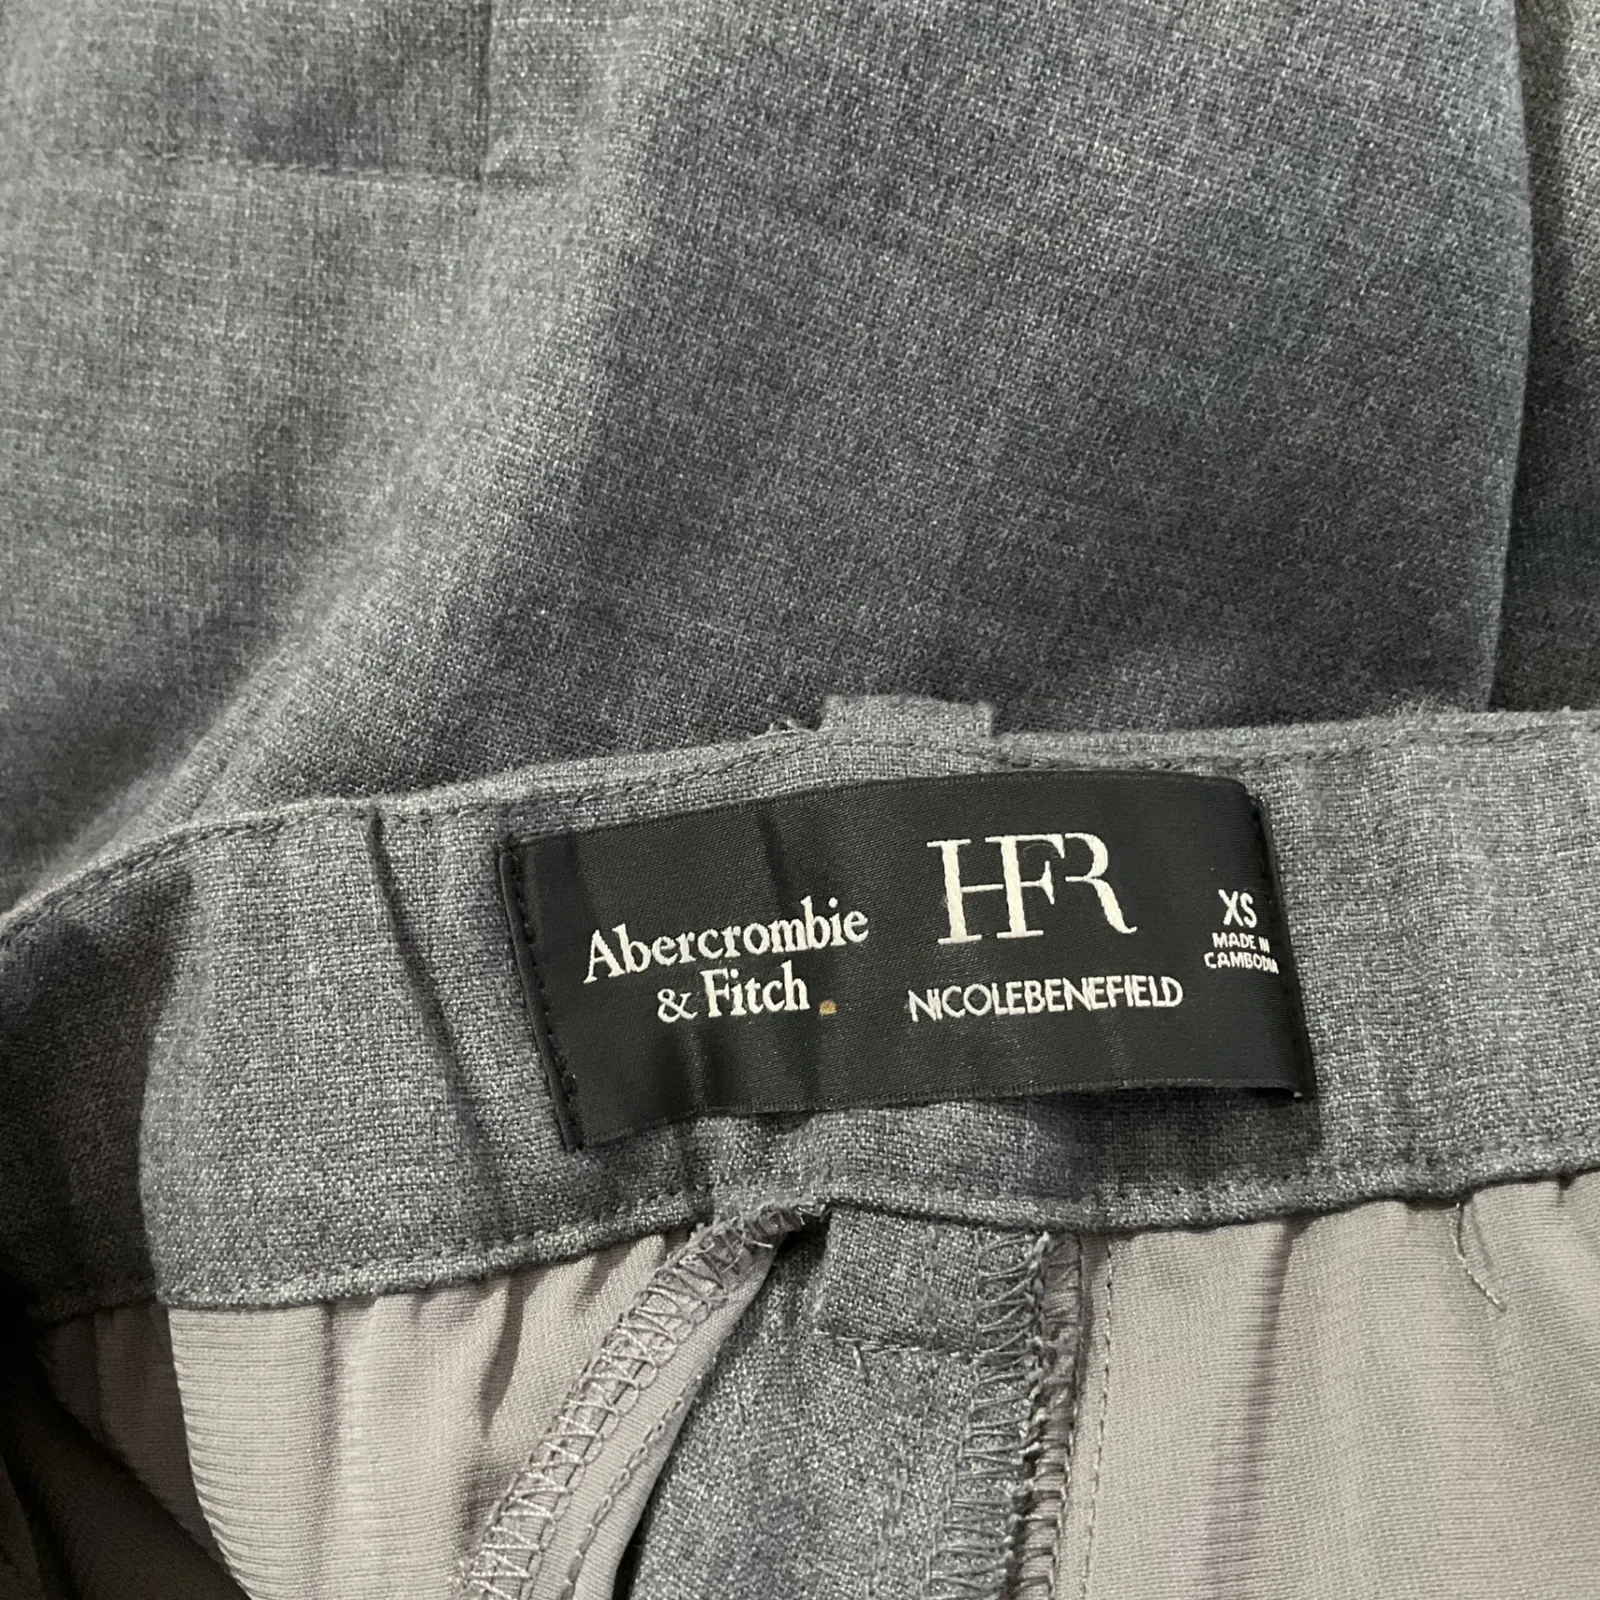 Abercrombie
& Fitch
HFR
NICOLEBENEFIELD
XS
MADE IN
CAMBODIA